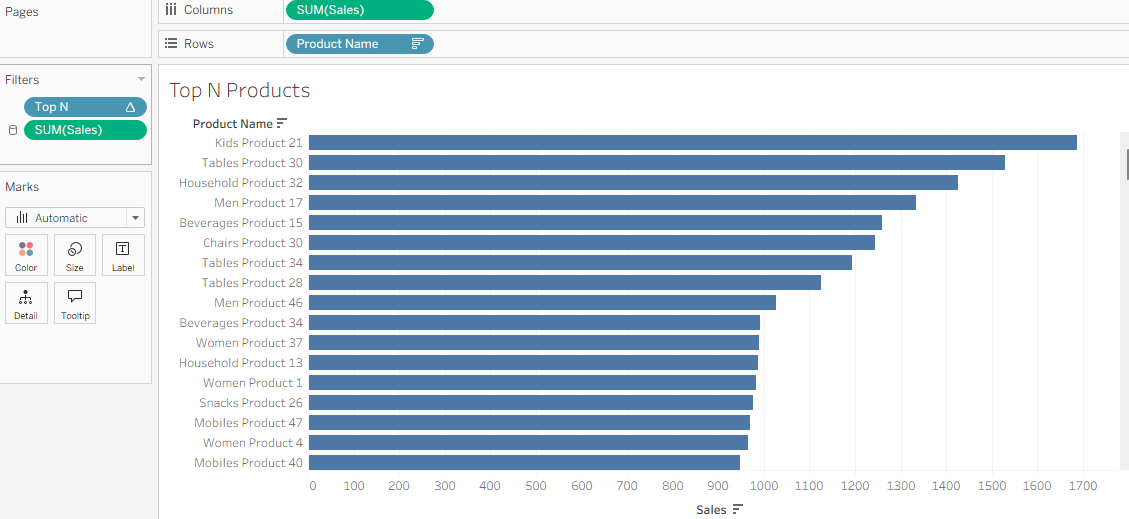 Pages
Columns
SUM(Sales)
Rows
Product Name
Filters
Top N
SUM(Sales)
Marks
Automatic
Color
Size
Label
Detail
Tooltip
Top N Products
Product Name
Kids Product 21
Tables Product 30
Household Product 32
Men Product 17
Beverages Product 15
Chairs Product 30
Tables Product 34
Tables Product 28
Men Product 46
Beverages Product 34
Women Product 37
Household Product 13
Women Product 1
Snacks Product 26
Mobiles Product 47
Women Product 4
Mobiles Product 40
0 100 200 300 400 500 600 700 800 900 1000 1100 1200 1300 1400 1500 1600 1700
Sales